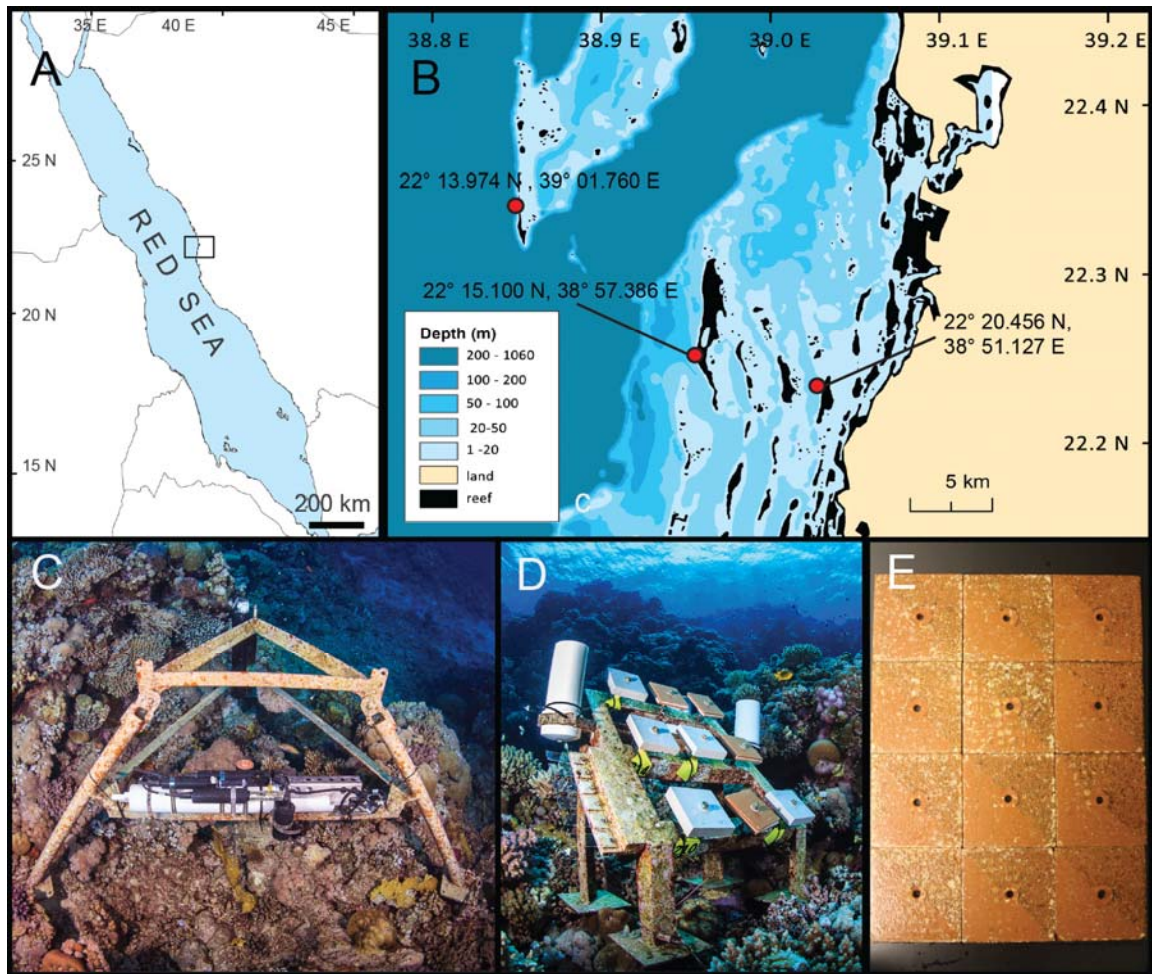 35 E
40 E
45 E
A
25 N
20 N
15 N
RED SEA
200 km
B
38.8 E
38.9 E
39.0 E
39.1 E
39.2 E
22.4 N
22.3 N
22.2 N
22° 13.974 N , 39° 01.760 E
22° 15.100 N, 38° 57.386 E
22° 20.456 N,
38° 51.127 E
Depth (m)
200 - 1060
100 - 200
50 - 100
20-50
1 -20
land
reef
C
5 km
C
D
E